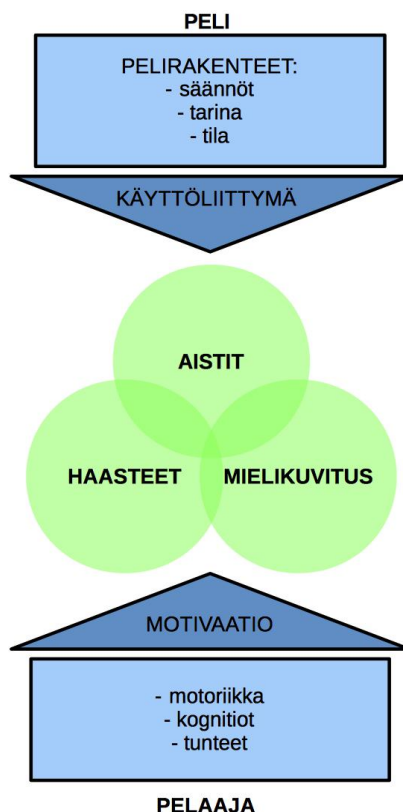 PELI
PELIRAKENTEET:
- säännöt
- tarina
- tila
KÄYTTÖLIITTYMÄ
AISTIT
HAASTEET
MIELIKUVITUS
MOTIVAATIO
- motoriikka
- kognitiot
- tunteet
PELAAJA